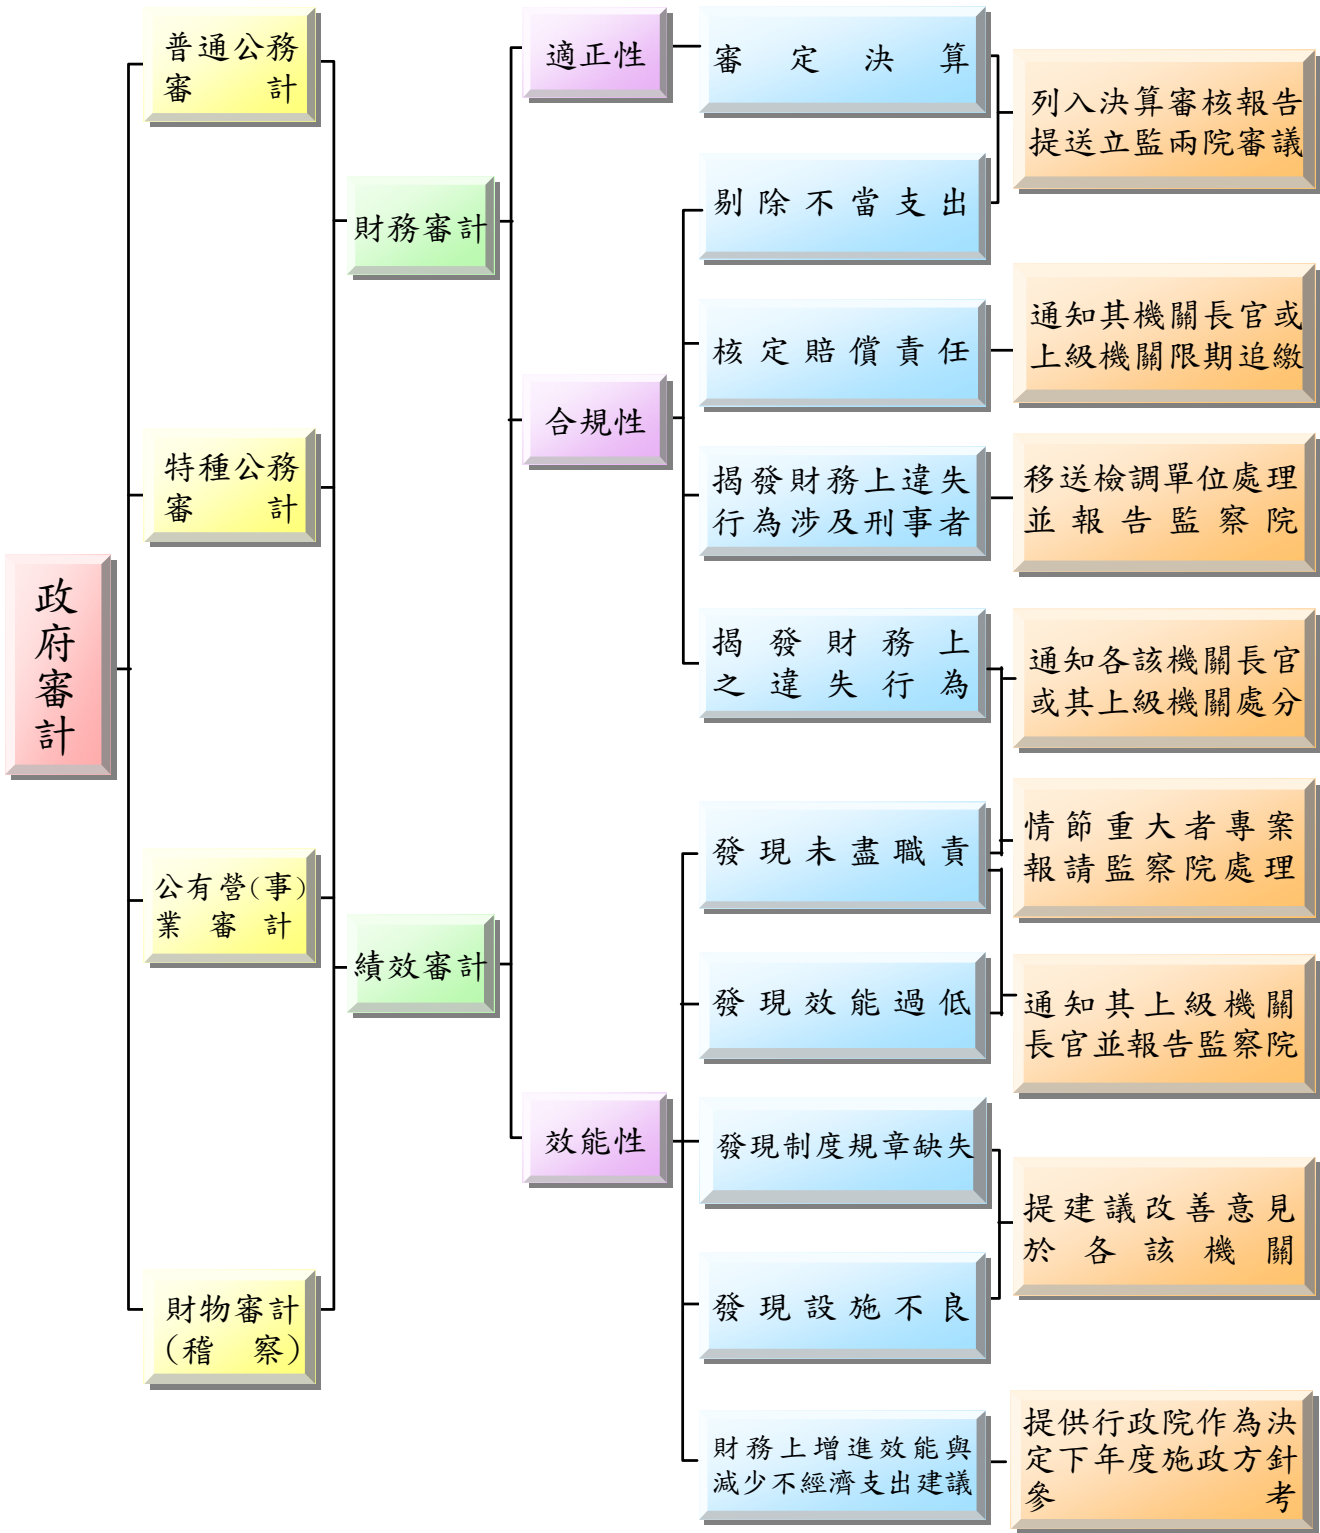 政府審計
普通公務
審計
特種公務
審計
公有營(事)
業審計
財物審計
(稽察)
財務審計
績效審計
適正性
合規性
效能性
審定決算
剔除不當支出
核定賠償責任
揭發財務上違失
行為涉及刑事者
揭發財務上
之違失行為
發現未盡職責
發現效能過低
發現制度規章缺失
發現設施不良
財務上增進效能與
減少不經濟支出建議
列入決算審核報告
提送立監兩院審議
通知其機關長官或
上級機關限期追繳
移送檢調單位處理
並報告監察院
通知各該機關長官
或其上級機關處分
情節重大者專案
報請監察院處理
通知其上級機關
長官並報告監察院
提建議改善意見
於各該機關
提供行政院作為決
定下年度施政方針
參考